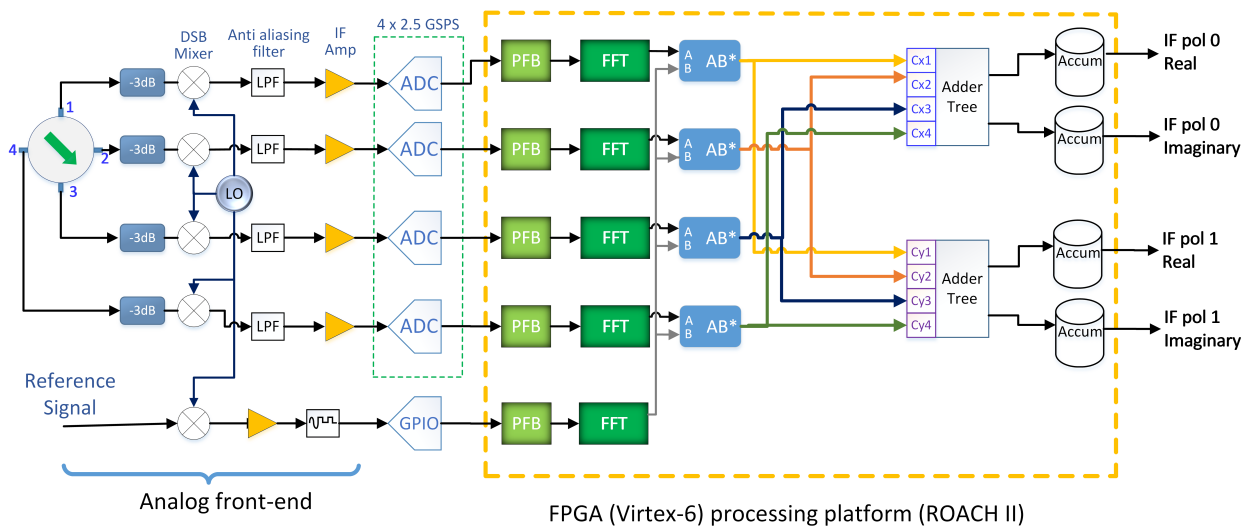 4 x 2.5 GSPS
DSB
Mixer
Anti aliasing
filter
IF
Amp
-3dB
LPF
ADC
PFB
FFT
A
B
AB*
Cx1
Cx2
Cx3
Cx4
Adder
Tree
Accum
IF pol 0
Real
1
4
2
3
-3dB
LPF
ADC
PFB
FFT
A
B
AB*
Accum
IF pol 0
Imaginary
LO
-3dB
LPF
ADC
PFB
FFT
A
B
AB*
Cy1
Cy2
Cy3
Cy4
Adder
Tree
Accum
IF pol 1
Real
-3dB
LPF
ADC
PFB
FFT
A
B
AB*
Accum
IF pol 1
Imaginary
Reference
Signal
GPIO
PFB
FFT
Analog front-end
FPGA (Virtex-6) processing platform (ROACH II)